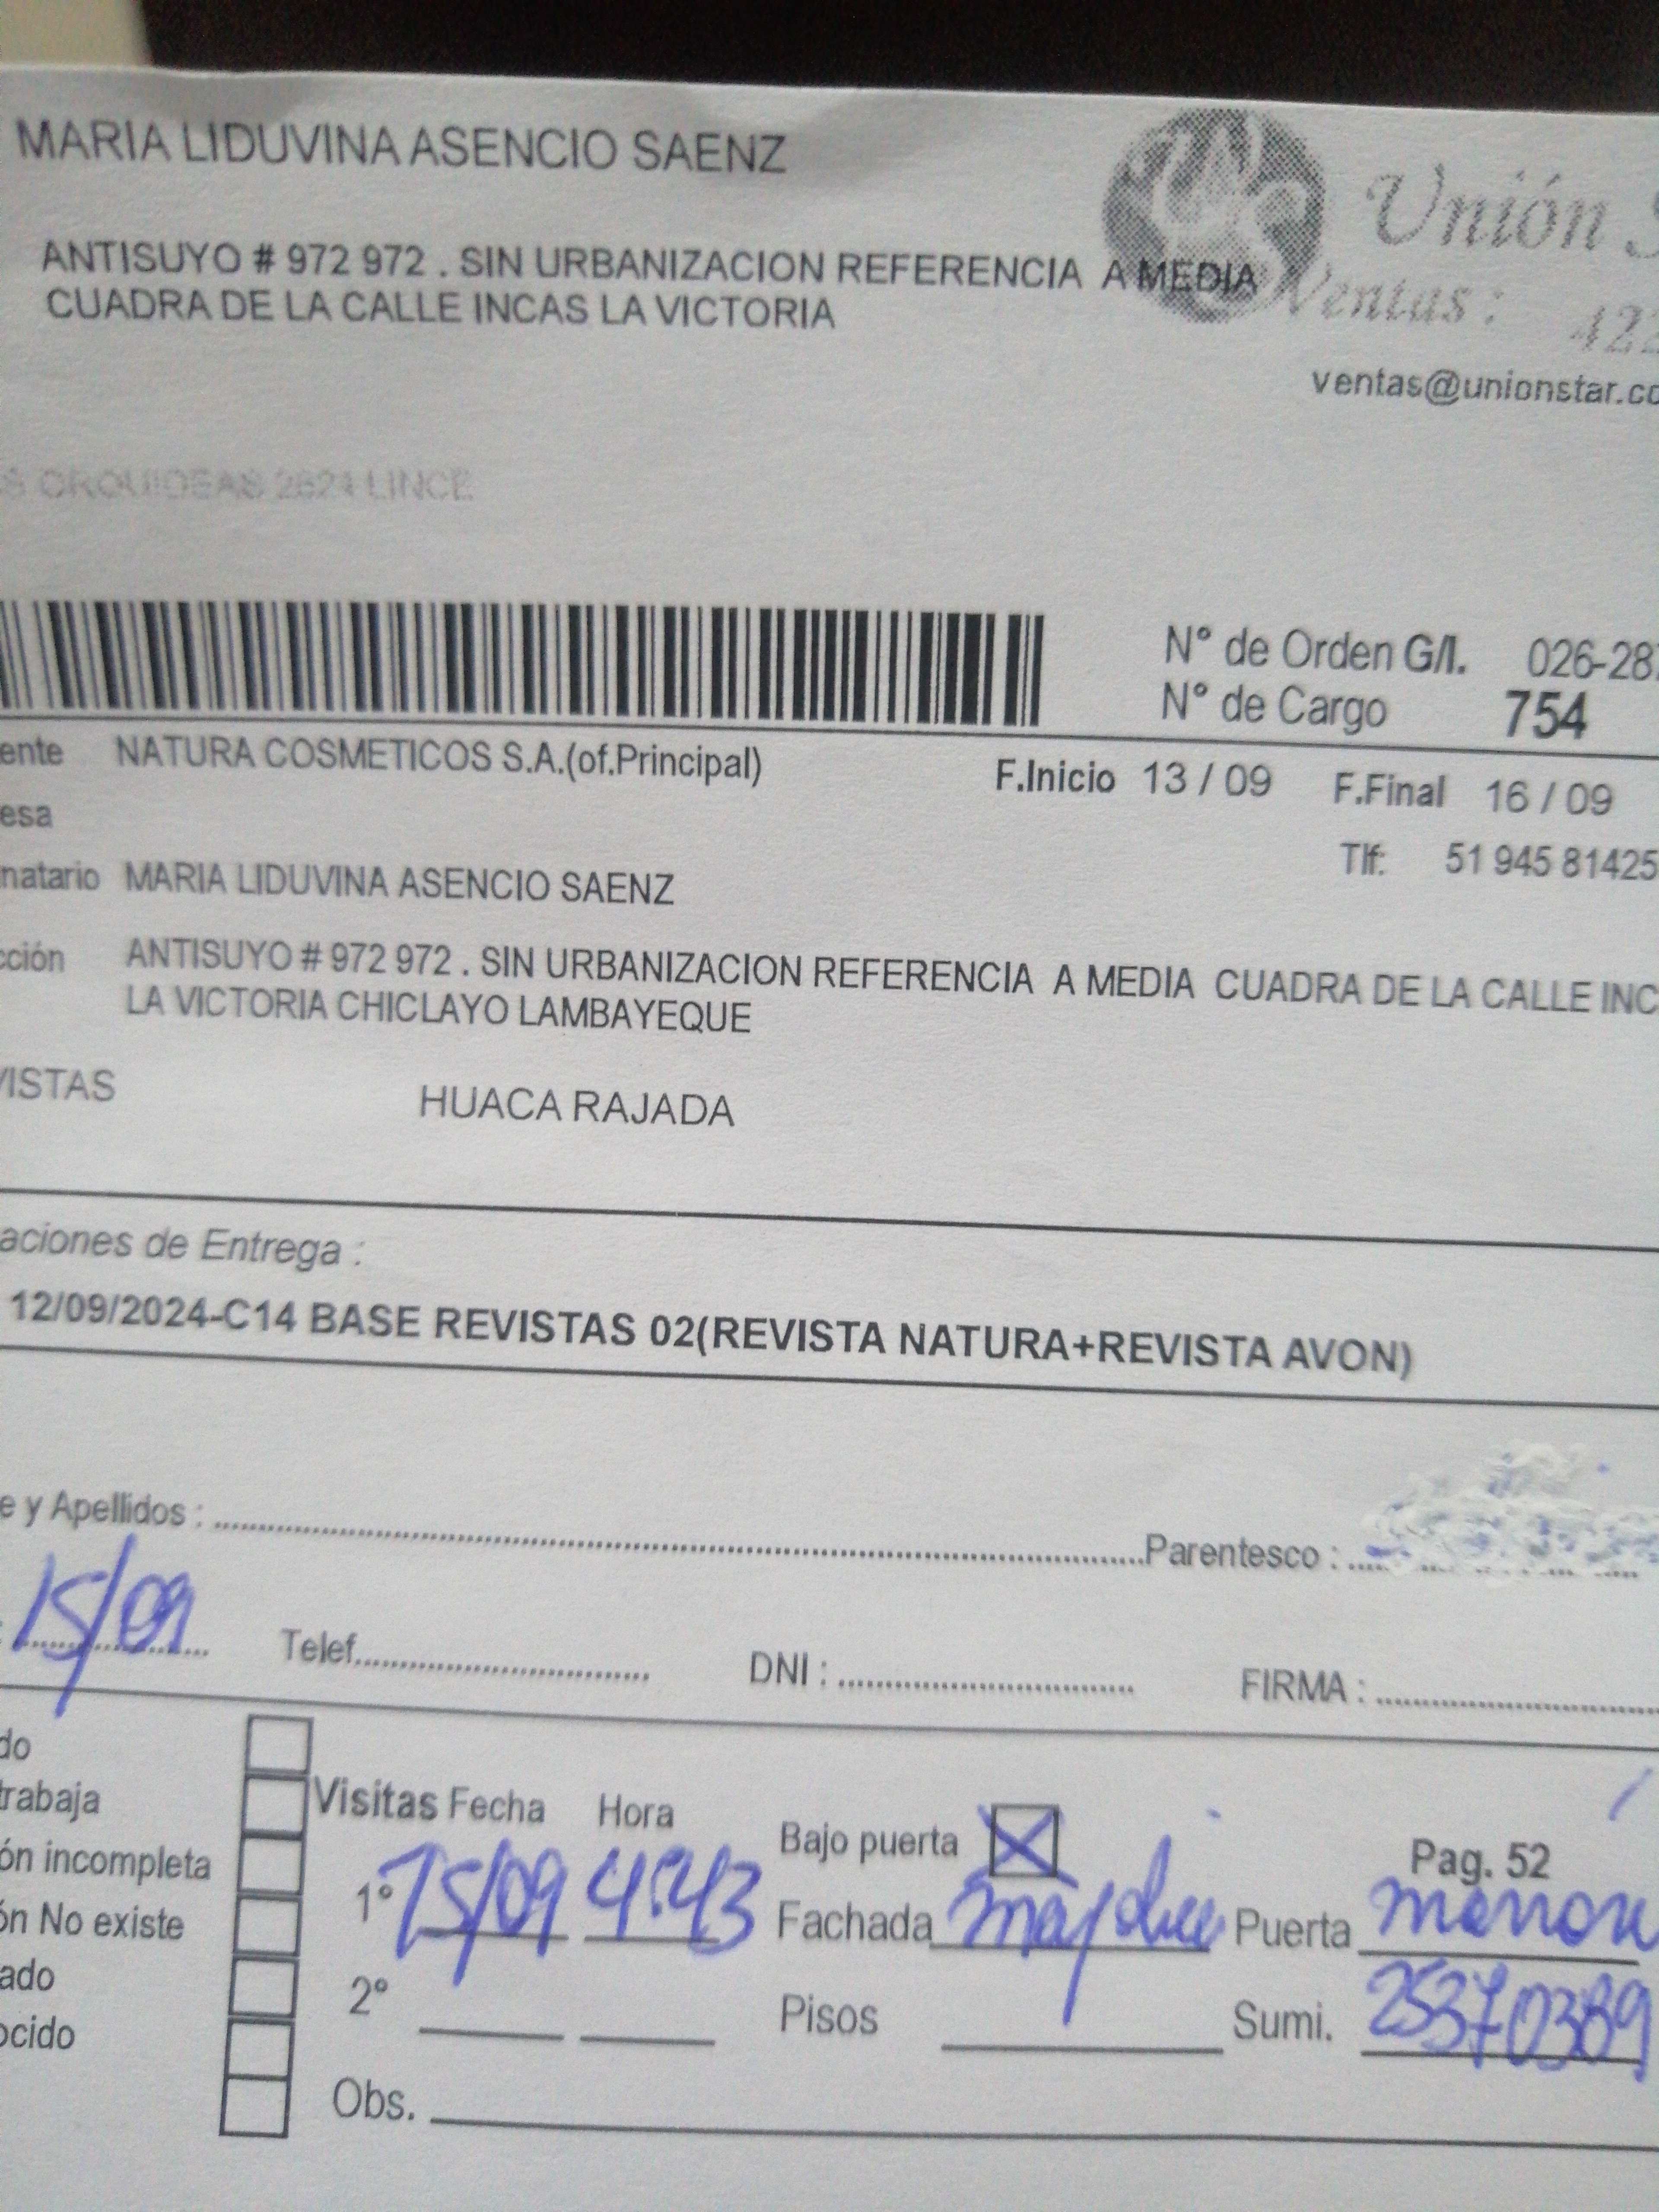 MARIA LIDUVINA ASENCIO SAENZ
Unión S
ANTISUYO # 972 972 . SIN URBANIZACION REFERENCIA A MEDIA
CUADRA DE LA CALLE INCAS LA VICTORIA
Ventas : 422
ventas@unionstar.co
S ORQUIDEAS LINCE
N° de Orden G/I. 026-28
N° de Cargo 754
ente NATURA COSMETICOS S.A.(of.Principal) F.Inicio 13 / 09 F.Final 16 / 09
esa
Tlf: 51 945 81425
natario MARIA LIDUVINA ASENCIO SAENZ
cción ANTISUYO # 972 972 . SIN URBANIZACION REFERENCIA A MEDIA CUADRA DE LA CALLE INC
LA VICTORIA CHICLAYO LAMBAYEQUE
VISTAS HUACA RAJADA
aciones de Entrega :
12/09/2024-C14 BASE REVISTAS 02(REVISTA NATURA+REVISTA AVON)
e y Apellidos : Parentesco :
15/09 Telef. DNI : FIRMA :
do
trabaja
Visitas Fecha Hora Bajo puerta X Pag. 52
ón incompleta
1° 15/09 4:43 Fachada Puerta
ón No existe
ado
2° Pisos Sumi. 25370389
ocido
Obs.